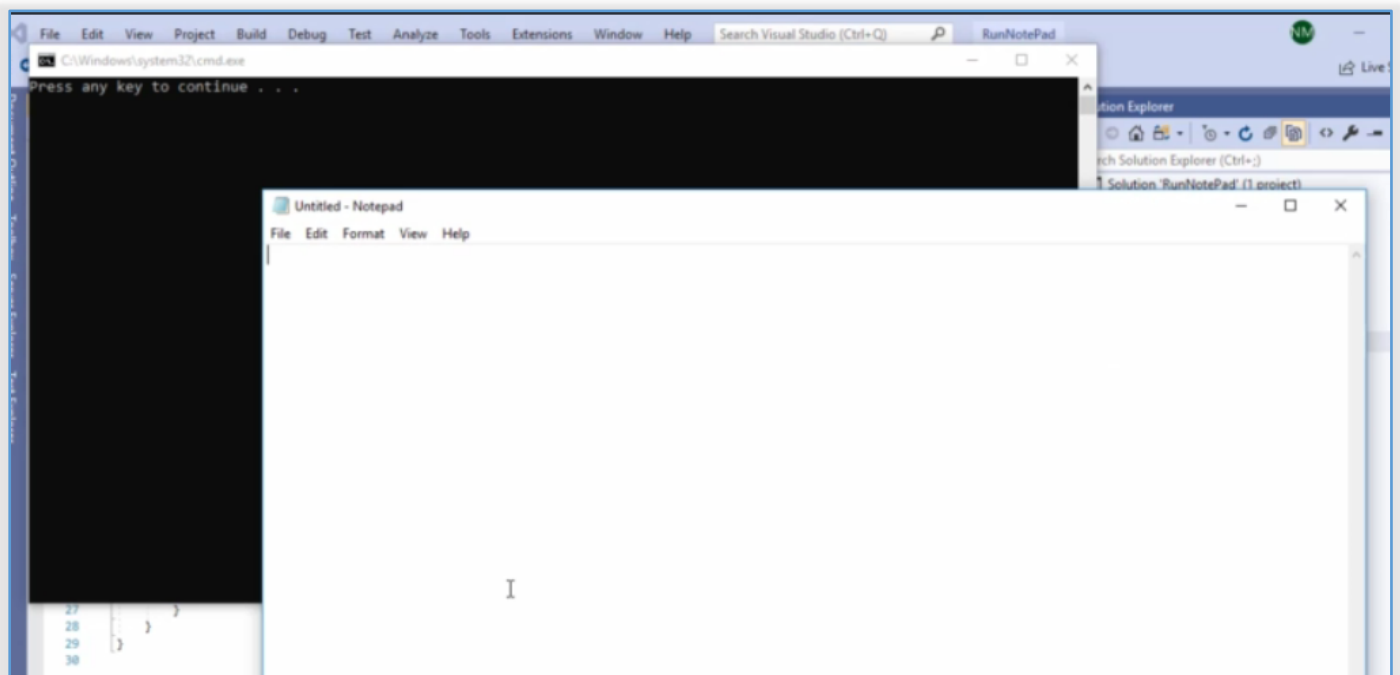 File Edit View Project Build Debug Test Analyze Tools Extensions Window Help Search Visual Studio (Ctrl+Q) RunNotePad NM
C:\Windows\system32\cmd.exe
Live
Press any key to continue . . .
ution Explorer
rch Solution Explorer (Ctrl+;)
Solution 'RunNotePad' (1 project)
Untitled - Notepad
File Edit Format View Help
27 }
28 }
29 }
30